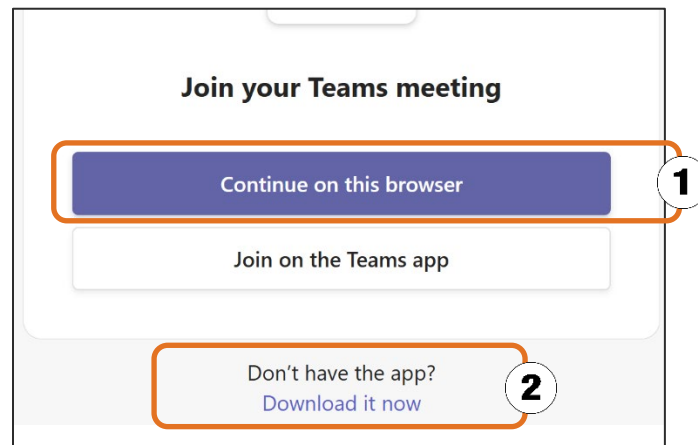 Join your Teams meeting
Continue on this browser
1
Join on the Teams app
Don't have the app?
2
Download it now